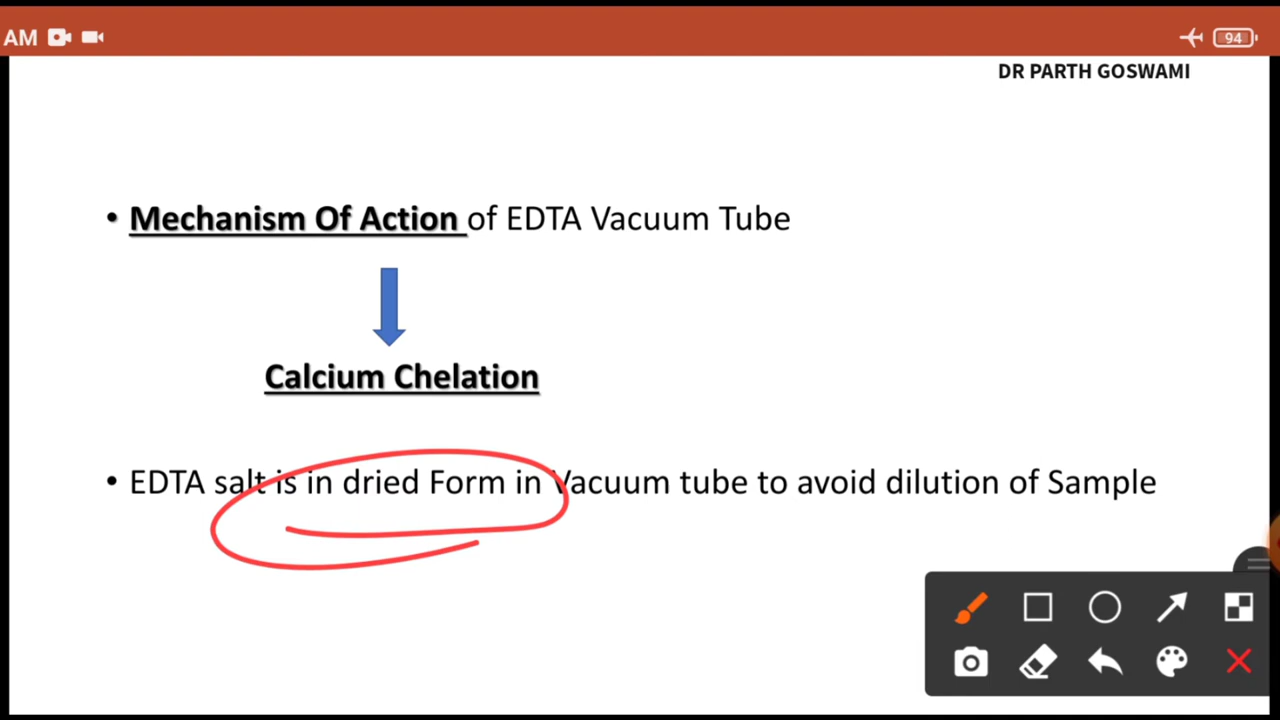 AM
94
DR PARTH GOSWAMI
• Mechanism Of Action of EDTA Vacuum Tube
Calcium Chelation
• EDTA salt is in dried Form in Vacuum tube to avoid dilution of Sample